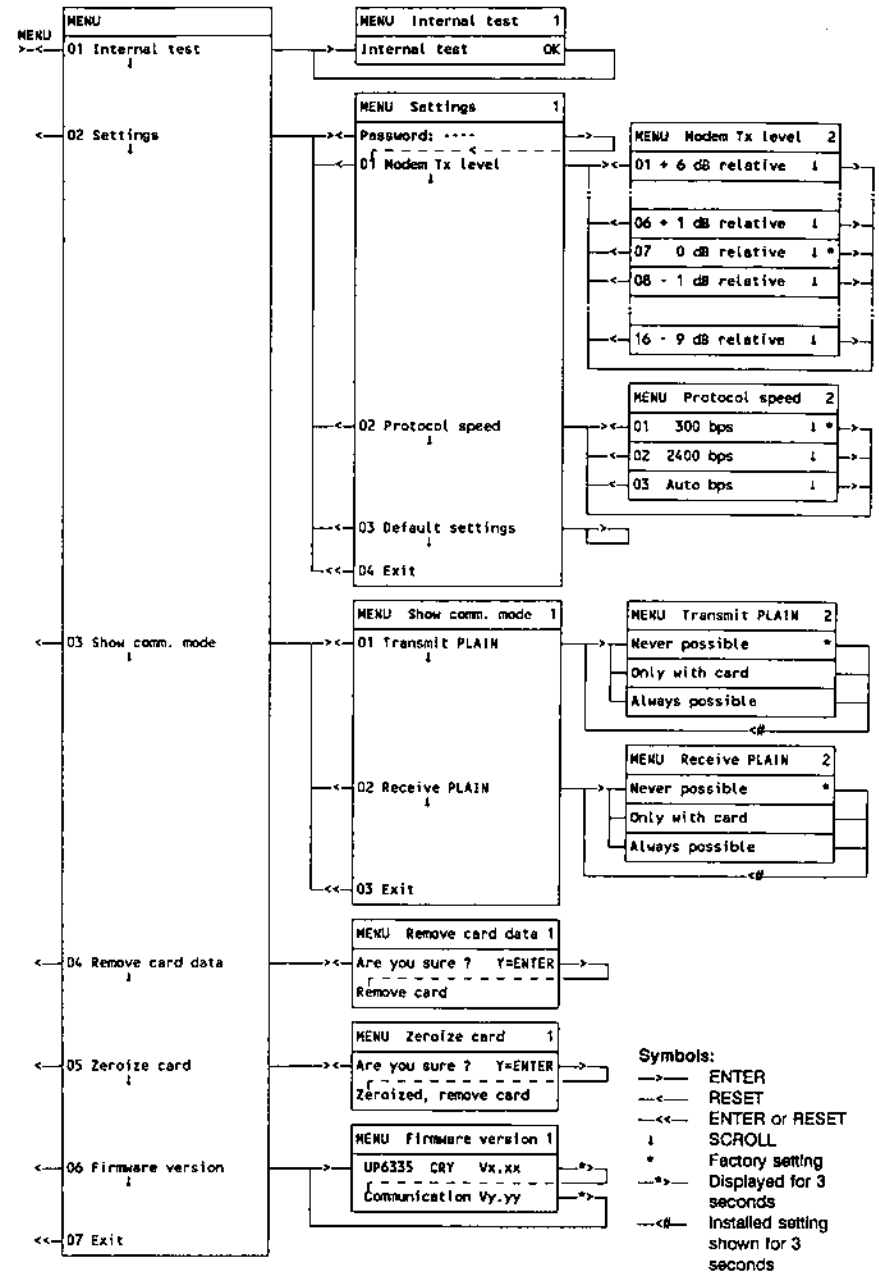 MENU
MENU
01 Internal test ↓
MENU Internal test 1
Internal test OK
02 Settings ↓
MENU Settings 1
Password: ----
01 Modem Tx level ↓
MENU Modem Tx level 2
01 + 6 dB relative ↓
06 + 1 dB relative ↓
07 0 dB relative ↓ *
08 - 1 dB relative ↓
16 - 9 dB relative ↓
02 Protocol speed ↓
MENU Protocol speed 2
01 300 bps ↓ *
02 2400 bps ↓
03 Auto bps ↓
03 Default settings ↓
04 Exit
03 Show comm. mode ↓
MENU Show comm. mode 1
01 Transmit PLAIN ↓
MENU Transmit PLAIN 2
Never possible *
Only with card
Always possible
<#
02 Receive PLAIN ↓
MENU Receive PLAIN 2
Never possible *
Only with card
Always possible
<#
03 Exit
04 Remove card data ↓
MENU Remove card data 1
Are you sure ? Y=ENTER
Remove card
05 Zeroize card ↓
MENU Zeroize card 1
Are you sure ? Y=ENTER
Zeroized, remove card
06 Firmware version ↓
MENU Firmware version 1
UP6335 CRY Vx.xx *>
Communication Vy.yy *>
07 Exit
Symbols:
—>— ENTER
—<— RESET
—<<— ENTER or RESET
↓ SCROLL
* Factory setting
—*>— Displayed for 3
seconds
—<#— Installed setting
shown for 3
seconds